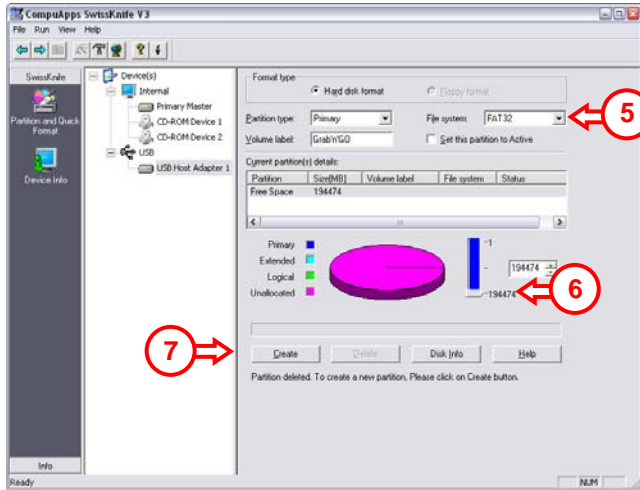 CompuApps SwissKnife V3
File Run View Help
SwissKnife
Partition and Quick Format
Device Info
Info
Device(s)
Internal
Primary Master
CD-ROM Device 1
CD-ROM Device 2
USB
USB Host Adapter 1
Format type
Hard disk format
Floppy format
Partition type: Primary File system: FAT32 5
Volume label: Grab'n'GO Set this partition to Active
Current partition(s) details:
Partition Size[MB] Volume label File system Status
Free Space 194474
Primary
Extended
Logical
Unallocated
-1
-
-194474
194474
6
7
Create Delete Disk Info Help
Partition deleted. To create a new partition, Please click on Create button.
Ready NUM